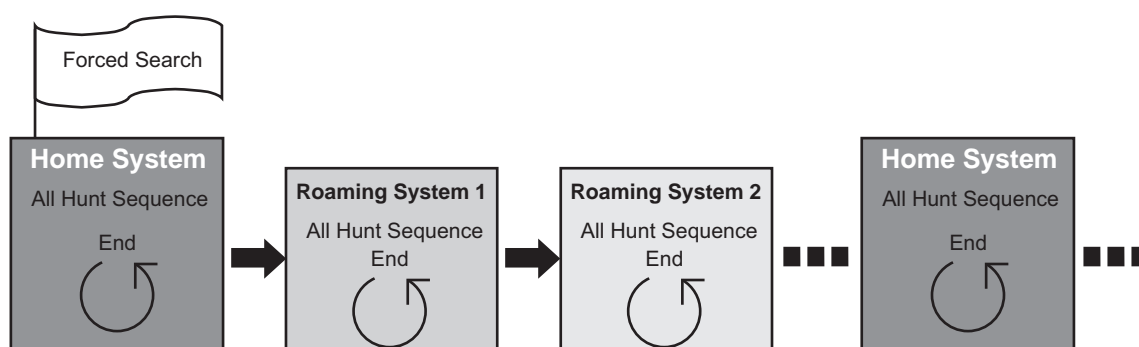 Forced Search
Home System
All Hunt Sequence
End
Roaming System 1
All Hunt Sequence
End
Roaming System 2
All Hunt Sequence
End
Home System
All Hunt Sequence
End